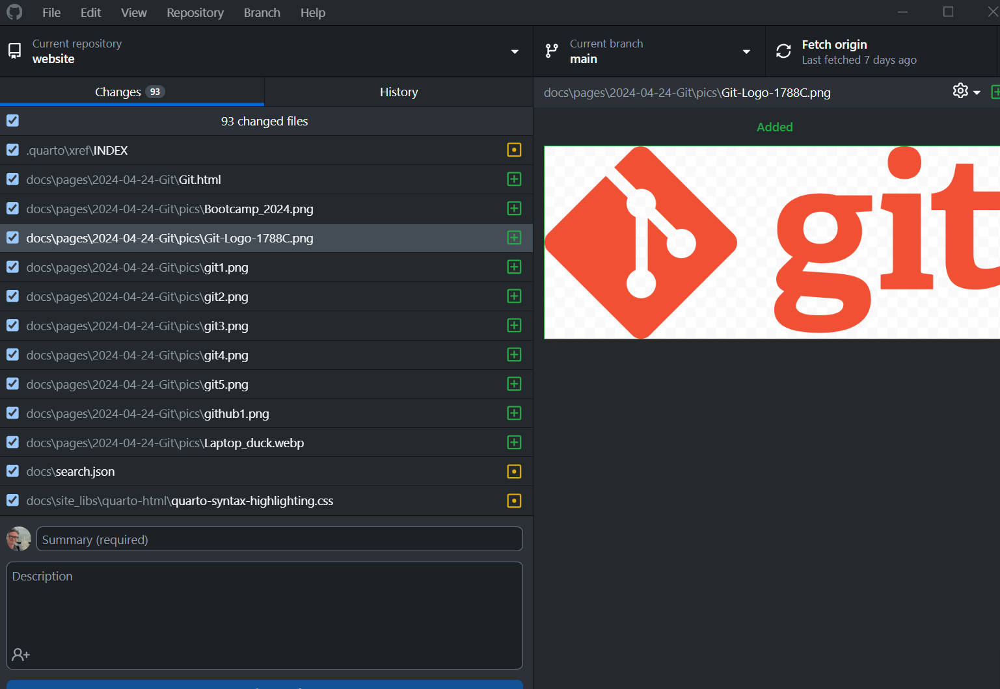 File Edit View Repository Branch Help
Current repository
website
Current branch
main
Fetch origin
Last fetched 7 days ago
Changes 93
History
93 changed files
.quarto\xref\INDEX
docs\pages\2024-04-24-Git\Git.html
docs\pages\2024-04-24-Git\pics\Bootcamp_2024.png
docs\pages\2024-04-24-Git\pics\Git-Logo-1788C.png
docs\pages\2024-04-24-Git\pics\git1.png
docs\pages\2024-04-24-Git\pics\git2.png
docs\pages\2024-04-24-Git\pics\git3.png
docs\pages\2024-04-24-Git\pics\git4.png
docs\pages\2024-04-24-Git\pics\git5.png
docs\pages\2024-04-24-Git\pics\github1.png
docs\pages\2024-04-24-Git\pics\Laptop_duck.webp
docs\search.json
docs\site_libs\quarto-html\quarto-syntax-highlighting.css
Summary (required)
Description
docs\pages\2024-04-24-Git\pics\Git-Logo-1788C.png
Added
git